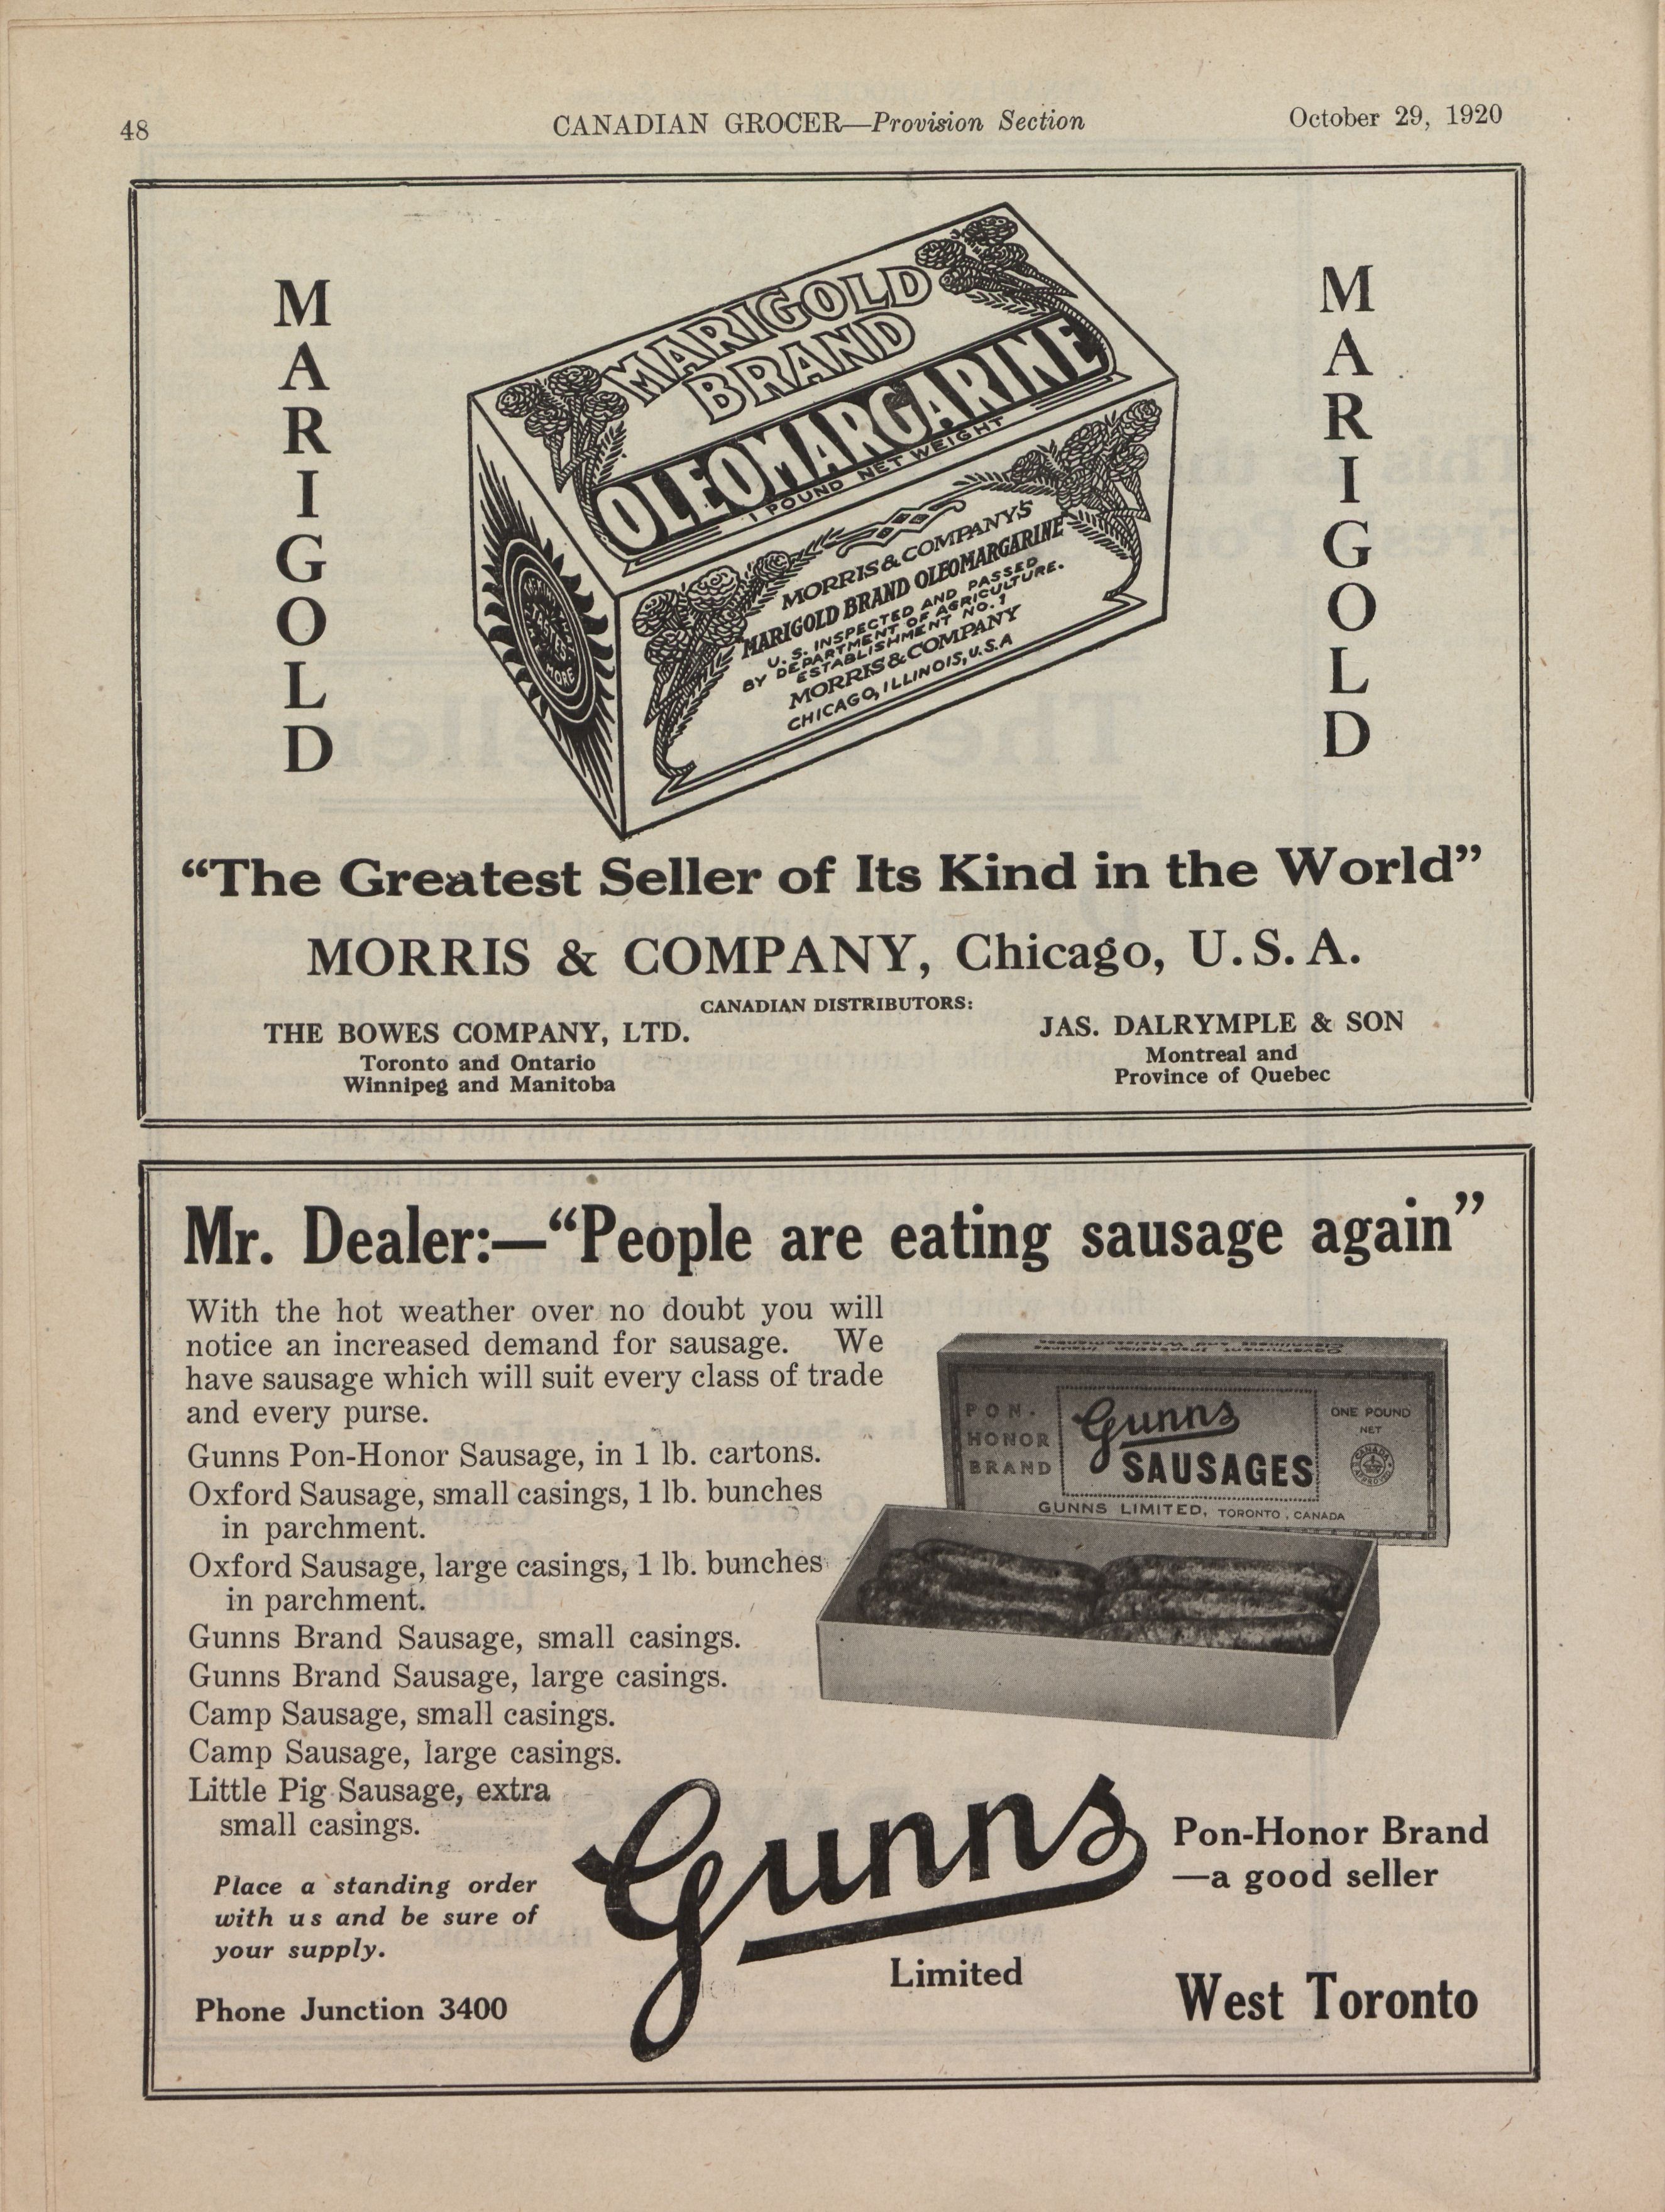 48
CANADIAN GROCER—Provision Section
October 29, 1920
MARIGOLD
MARIGOLD
BRAND
OLEOMARGARINE
1 POUND NET WEIGHT
MORRIS & COMPANY'S
MARIGOLD BRAND OLEOMARGARINE
U. S. INSPECTED AND PASSED
BY DEPARTMENT OF AGRICULTURE.
ESTABLISHMENT NO. 1
MORRIS & COMPANY
CHICAGO, ILLINOIS, U.S.A
MARIGOLD
“The Greatest Seller of Its Kind in the World”
MORRIS & COMPANY, Chicago, U.S.A.
CANADIAN DISTRIBUTORS:
THE BOWES COMPANY, LTD.
Toronto and Ontario
Winnipeg and Manitoba
JAS. DALRYMPLE & SON
Montreal and
Province of Quebec
Mr. Dealer:—“People are eating sausage again”
With the hot weather over no doubt you will
notice an increased demand for sausage. We
have sausage which will suit every class of trade
and every purse.
Gunns Pon-Honor Sausage, in 1 lb. cartons.
Oxford Sausage, small casings, 1 lb. bunches
in parchment.
Oxford Sausage, large casings, 1 lb. bunches
in parchment.
Gunns Brand Sausage, small casings.
Gunns Brand Sausage, large casings.
Camp Sausage, small casings.
Camp Sausage, large casings.
Little Pig Sausage, extra
small casings.
PON-
HONOR
BRAND
Gunns
SAUSAGES
ONE POUND
NET
CANADA
APPROVED
GUNNS LIMITED, TORONTO, CANADA
Place a standing order
with us and be sure of
your supply.
Phone Junction 3400
Gunns
Limited
Pon-Honor Brand
—a good seller
West Toronto